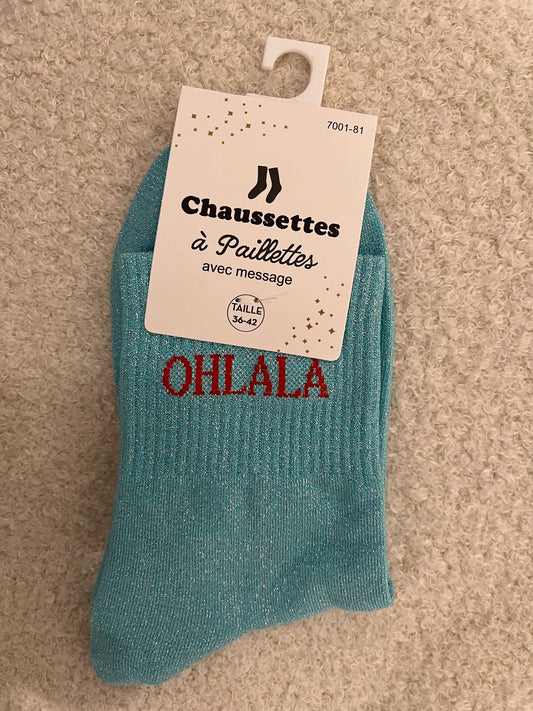 7001-81
Chaussettes
à Paillettes
avec message
TAILLE
36-42
OHLALA